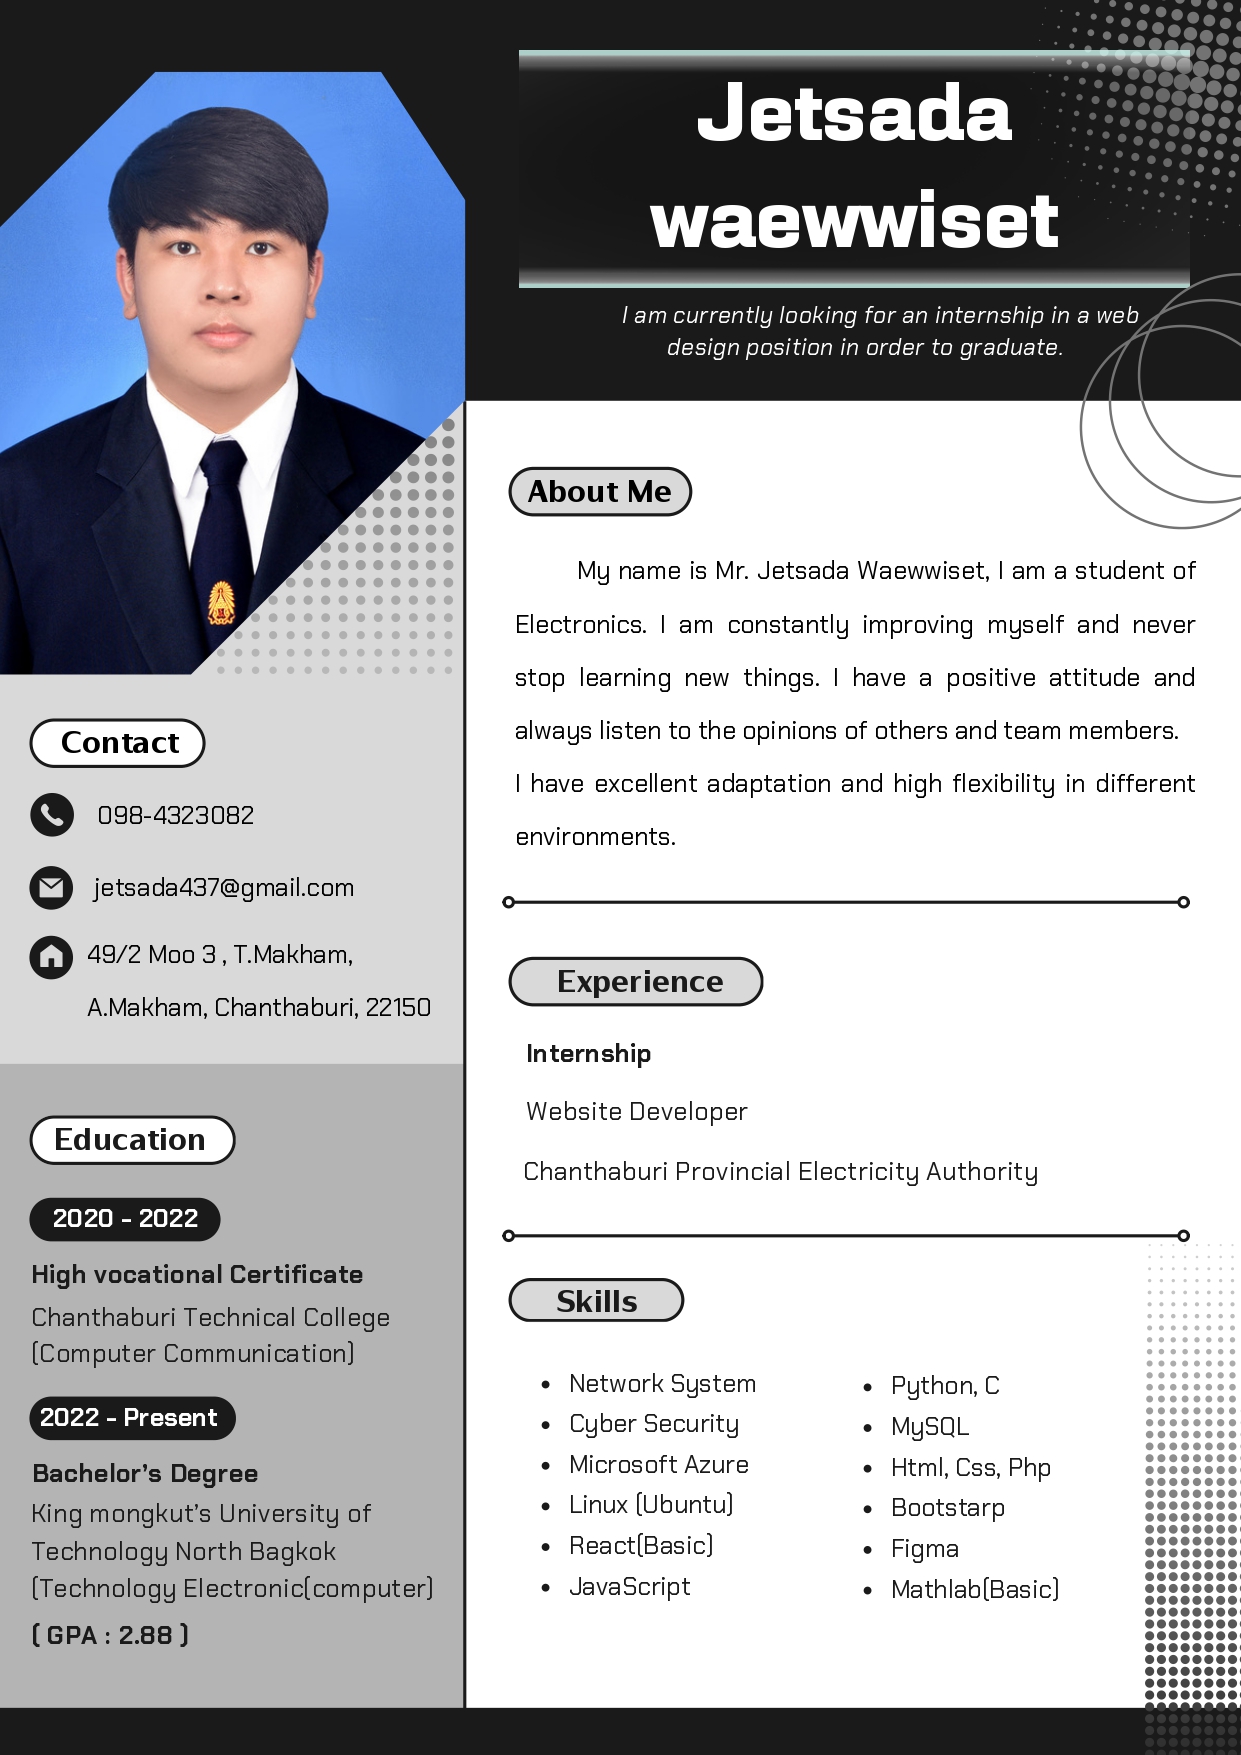 Jetsada
waewwiset
I am currently looking for an internship in a web
design position in order to graduate.
About Me
My name is Mr. Jetsada Waewwiset, I am a student of
Electronics. I am constantly improving myself and never
stop learning new things. I have a positive attitude and
always listen to the opinions of others and team members.
I have excellent adaptation and high flexibility in different
environments.
Contact
098-4323082
jetsada437@gmail.com
49/2 Moo 3 , T.Makham,
A.Makham, Chanthaburi, 22150
Education
2020 - 2022
High vocational Certificate
Chanthaburi Technical College
(Computer Communication)
2022 - Present
Bachelor's Degree
King mongkut's University of
Technology North Bagkok
(Technology Electronic(computer)
( GPA : 2.88 )
Experience
Internship
Website Developer
Chanthaburi Provincial Electricity Authority
Skills
Network System
Cyber Security
Microsoft Azure
Linux (Ubuntu)
React(Basic)
JavaScript
Python, C
MySQL
Html, Css, Php
Bootstarp
Figma
Mathlab(Basic)